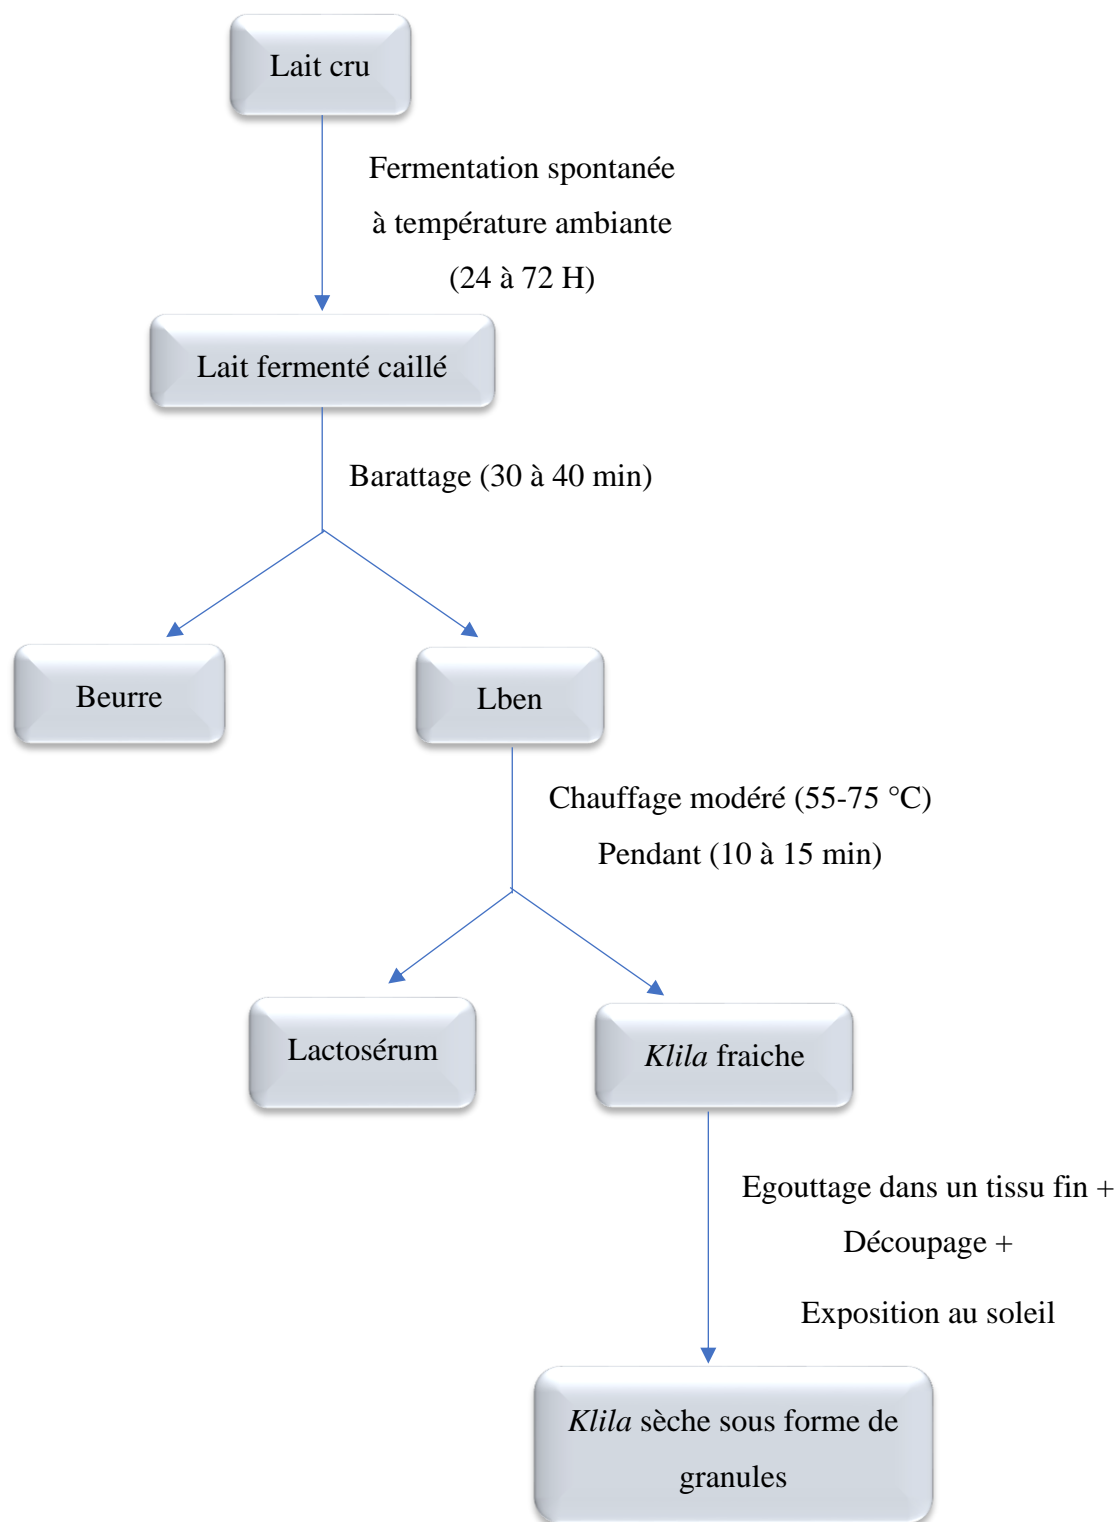 Lait cru
Fermentation spontanée
à température ambiante
(24 à 72 H)
Lait fermenté caillé
Barattage (30 à 40 min)
Beurre
Lben
Chauffage modéré (55-75 °C)
Pendant (10 à 15 min)
Lactosérum
Klila fraiche
Egouttage dans un tissu fin +
Découpage +
Exposition au soleil
Klila sèche sous forme de
granules